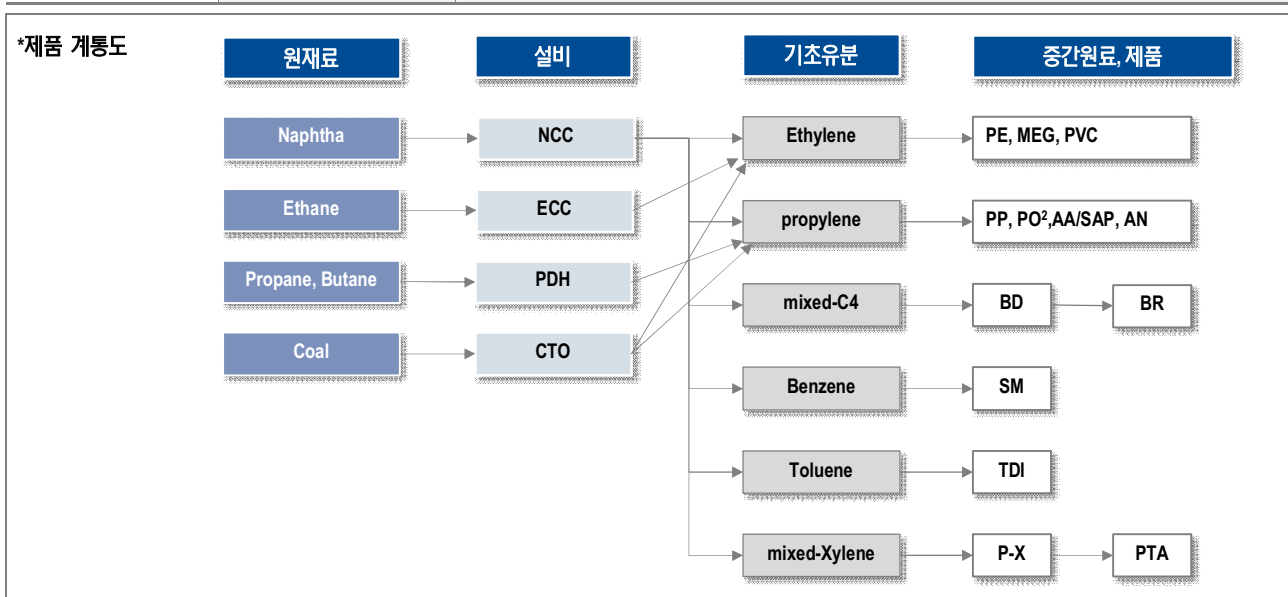 *제품 계통도
원재료
설비
기초유분
중간원료, 제품
Naphtha
NCC
Ethylene
PE, MEG, PVC
Ethane
ECC
propylene
PP, PO²,AA/SAP, AN
Propane, Butane
PDH
mixed-C4
BD
BR
Coal
CTO
Benzene
SM
Toluene
TDI
mixed-Xylene
P-X
PTA